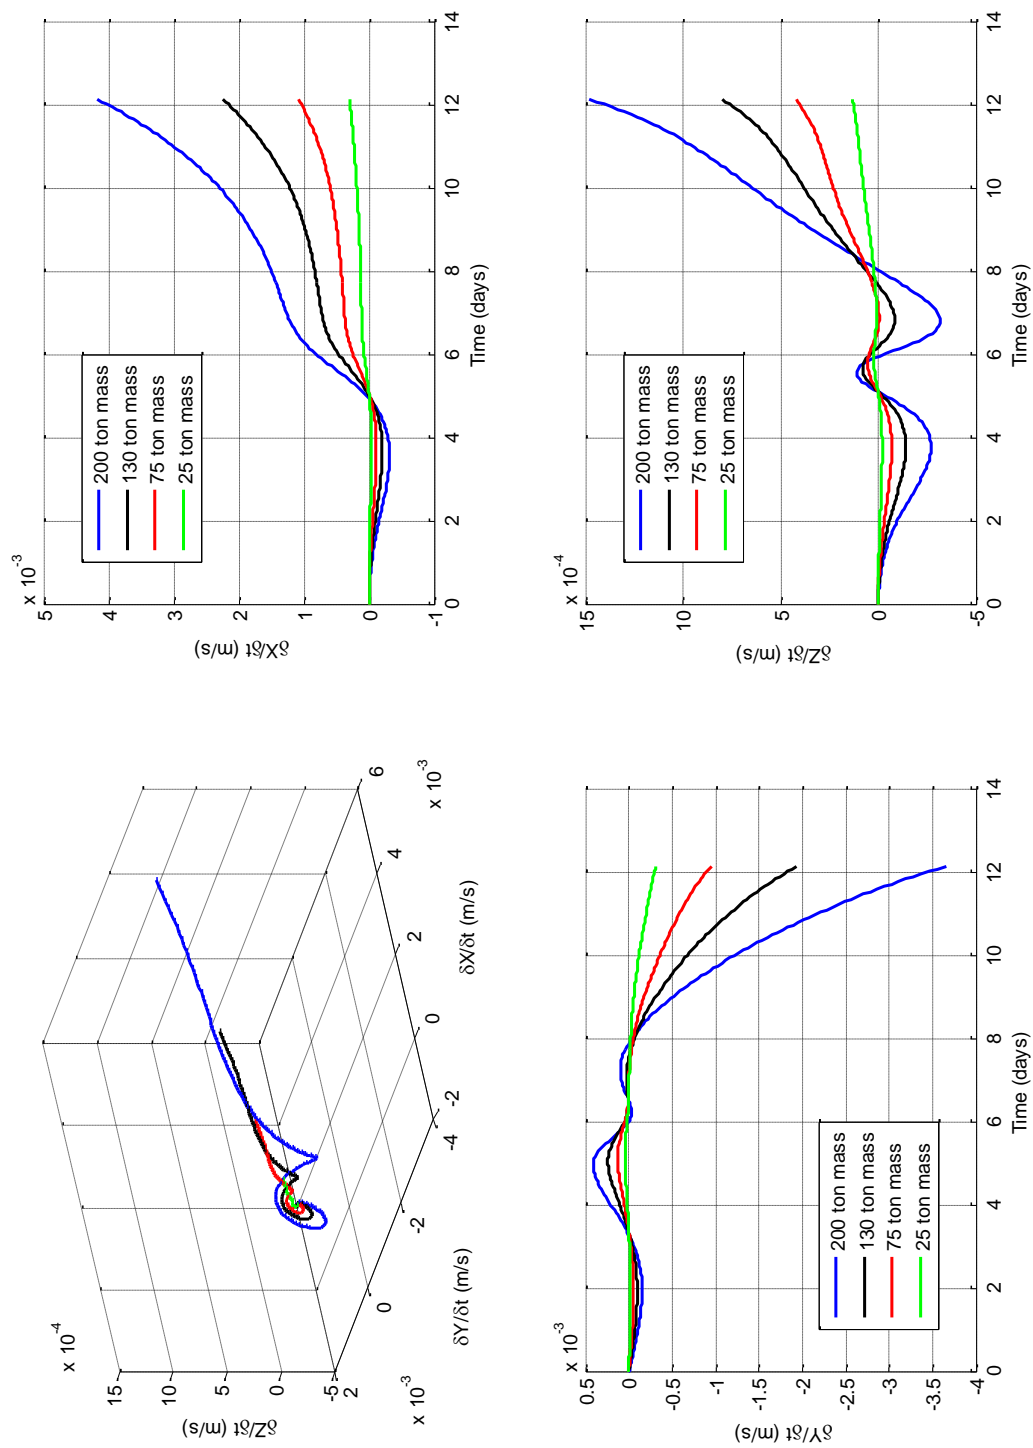 x 10⁻⁴
15
10
5
0
-5
δZ/δt (m/s)
2
0
-2
-4
x 10⁻³
δY/δt (m/s)
-2
0
2
4
6
x 10⁻³
δX/δt (m/s)
x 10⁻³
5
4
3
2
1
0
-1
δX/δt (m/s)
200 ton mass
130 ton mass
75 ton mass
25 ton mass
0 2 4 6 8 10 12 14
Time (days)
x 10⁻³
0.5
0
-0.5
-1
-1.5
-2
-2.5
-3
-3.5
-4
δY/δt (m/s)
200 ton mass
130 ton mass
75 ton mass
25 ton mass
0 2 4 6 8 10 12 14
Time (days)
x 10⁻⁴
15
10
5
0
-5
δZ/δt (m/s)
200 ton mass
130 ton mass
75 ton mass
25 ton mass
0 2 4 6 8 10 12 14
Time (days)